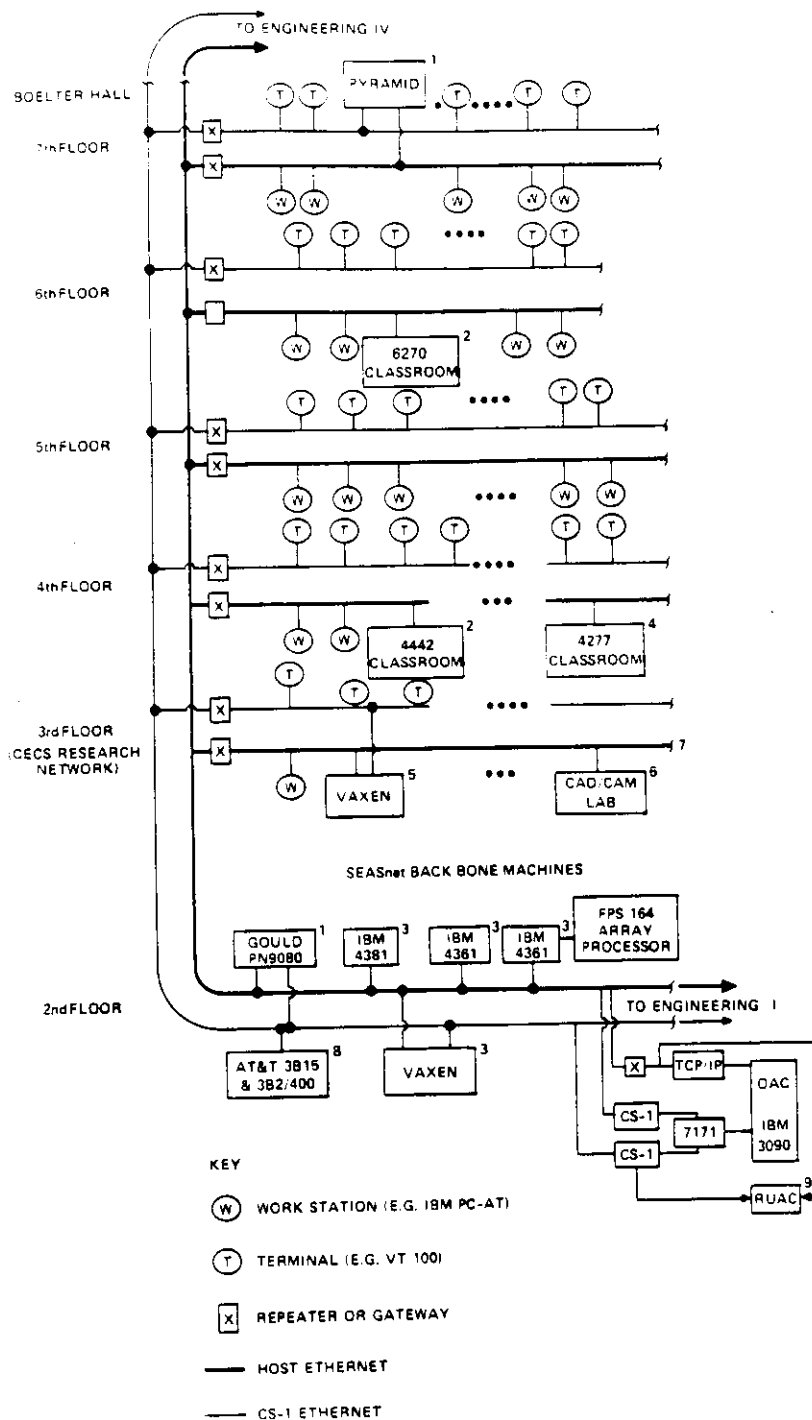 TO ENGINEERING IV
BOELTER HALL
PYRAMID 1
T T T T T
7th FLOOR
X
X
W W W W W
T T T T T
X
6th FLOOR
W W W W
6270 CLASSROOM 2
T T T T T
X
5th FLOOR
X
W W W W W
T T T T T T
X
4th FLOOR
X
W W
4442 CLASSROOM 2
4277 CLASSROOM 4
T T T
X
3rd FLOOR
(CECS RESEARCH
NETWORK)
X
7
W
VAXEN 5
CAD/CAM LAB 6
SEASnet BACK BONE MACHINES
GOULD PN9080 1
IBM 4381 3
IBM 4361 3
IBM 4361 3
FPS 164 ARRAY PROCESSOR
2nd FLOOR
TO ENGINEERING I
AT&T 3B15 & 3B2/400 8
VAXEN 3
X
TCP/IP
OAC IBM 3090
CS-1
7171
CS-1
RUAC 9
KEY
W WORK STATION (E.G. IBM PC-AT)
T TERMINAL (E.G. VT 100)
X REPEATER OR GATEWAY
HOST ETHERNET
CS-1 ETHERNET